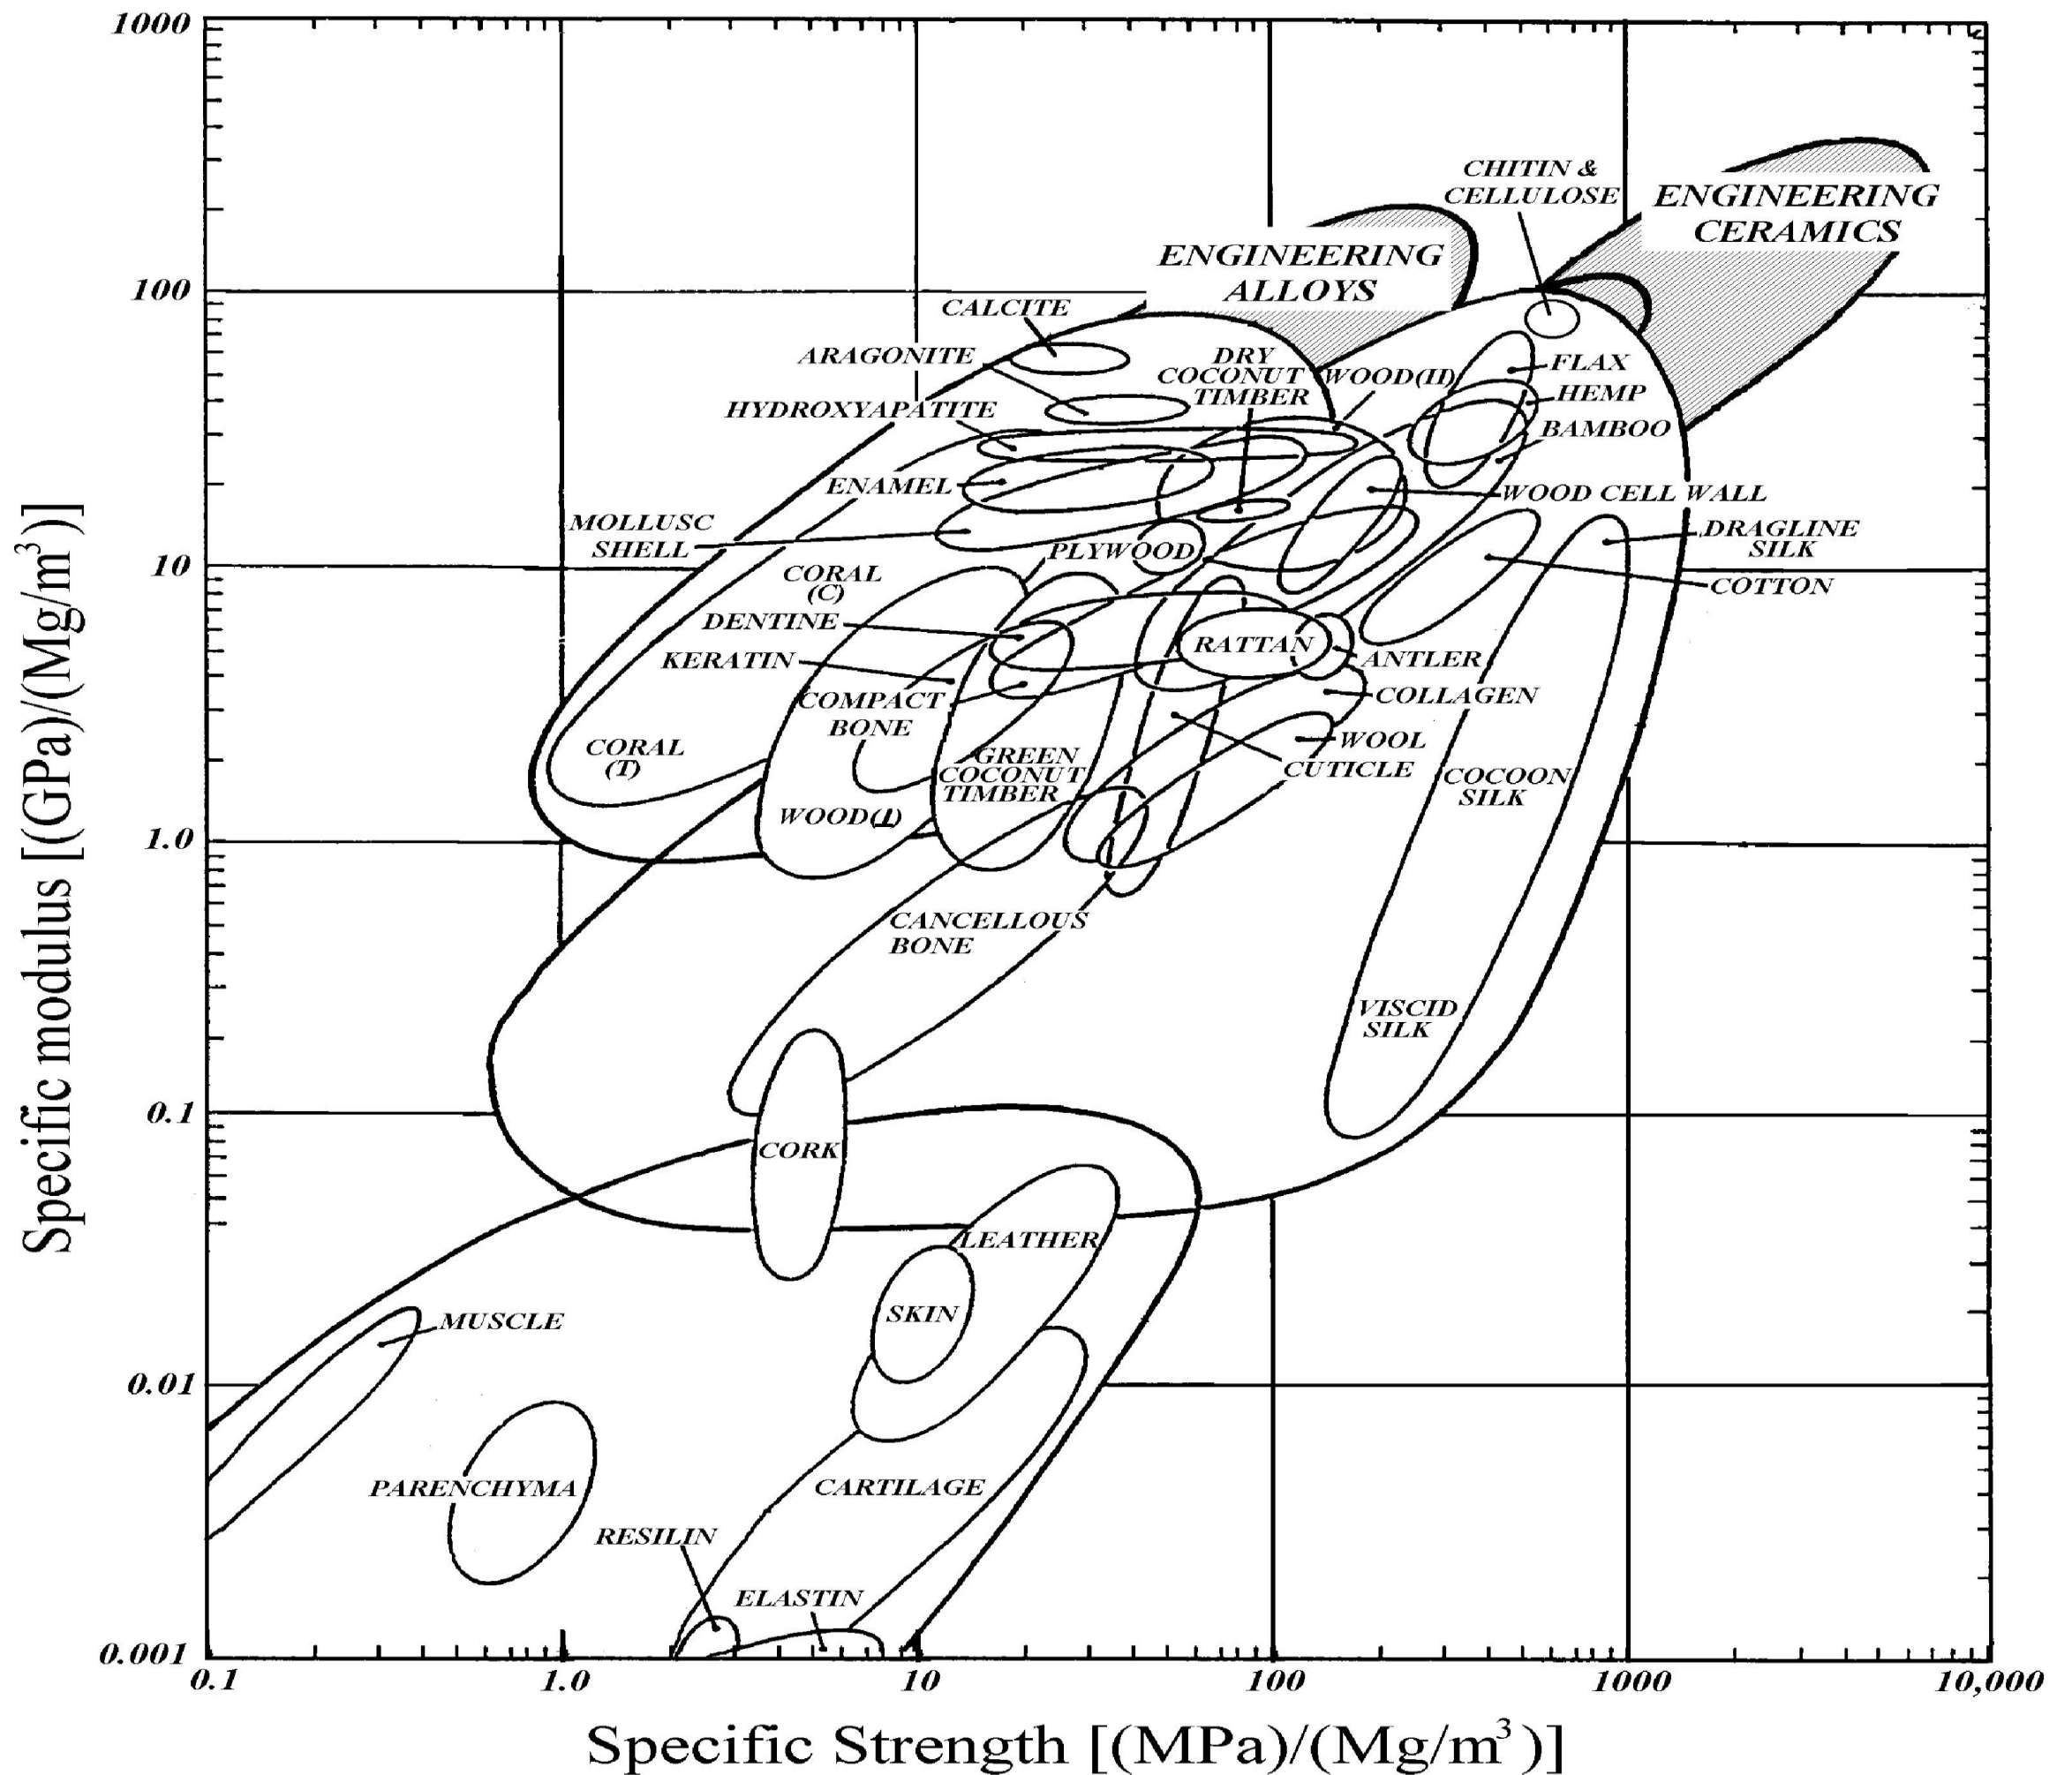 1000
100
10
1.0
0.1
0.01
0.001
Specific modulus [(GPa)/(Mg/m³)]
CHITIN &
CELLULOSE
ENGINEERING
CERAMICS
ENGINEERING
ALLOYS
CALCITE
ARAGONITE
DRY
COCONUT
TIMBER
WOOD(II)
FLAX
HEMP
HYDROXYAPATITE
BAMBOO
ENAMEL
WOOD CELL WALL
MOLLUSC
SHELL
DRAGLINE
SILK
PLYWOOD
CORAL
(C)
COTTON
DENTINE
RATTAN
KERATIN
ANTLER
COMPACT
BONE
COLLAGEN
CORAL
(T)
WOOL
GREEN
COCONUT
TIMBER
CUTICLE
COCOON
SILK
WOOD(⊥)
CANCELLOUS
BONE
VISCID
SILK
CORK
LEATHER
SKIN
MUSCLE
PARENCHYMA
CARTILAGE
RESILIN
ELASTIN
0.1
1.0
10
100
1000
10,000
Specific Strength [(MPa)/(Mg/m³)]